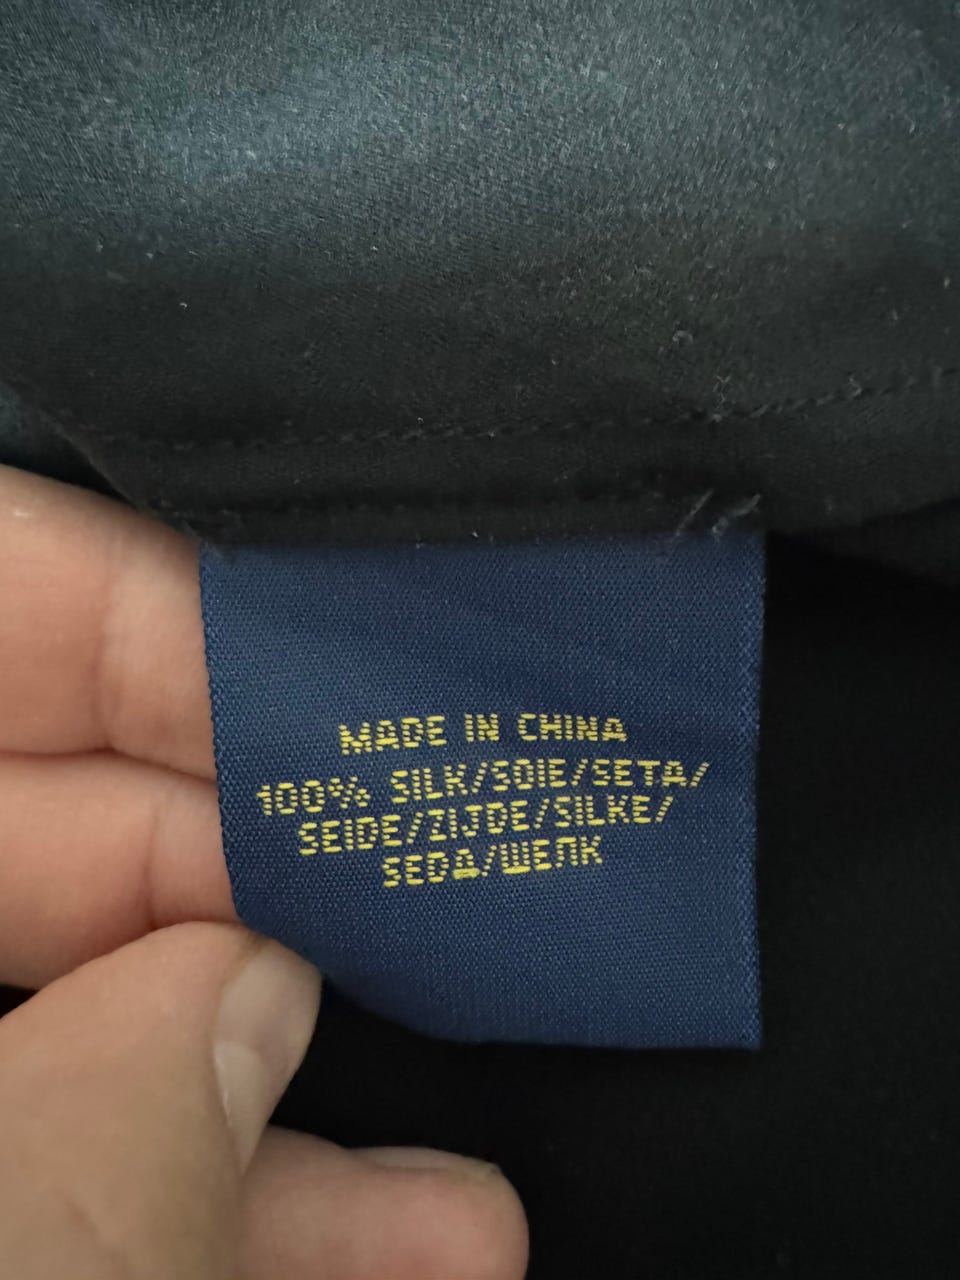 MADE IN CHINA
100% SILK/SOIE/SETA/
SEIDE/ZIJDE/SILKE/
SEDA/ШЕЛК